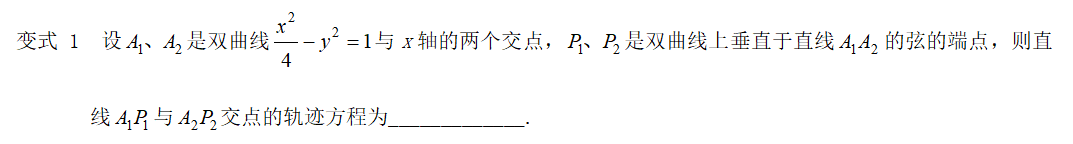 变式 1 设 A₁、A₂ 是双曲线 x²/4 − y² = 1 与 x 轴的两个交点，P₁、P₂ 是双曲线上垂直于直线 A₁A₂ 的弦的端点，则直
线 A₁P₁ 与 A₂P₂ 交点的轨迹方程为_____________.